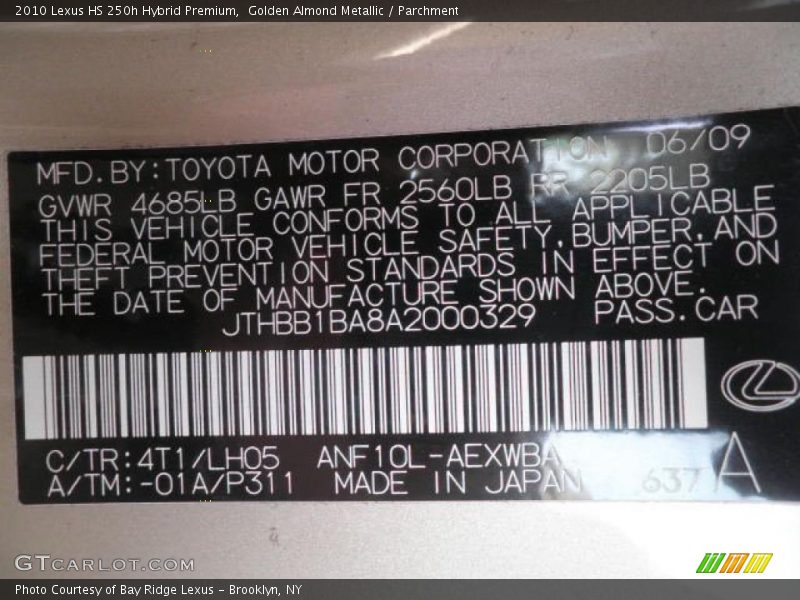 2010 Lexus HS 250h Hybrid Premium, Golden Almond Metallic / Parchment
MFD.BY:TOYOTA MOTOR CORPORATION 06/09
GVWR 4685LB GAWR FR 2560LB RR 2205LB
THIS VEHICLE CONFORMS TO ALL APPLICABLE
FEDERAL MOTOR VEHICLE SAFETY,BUMPER,AND
THEFT PREVENTION STANDARDS IN EFFECT ON
THE DATE OF MANUFACTURE SHOWN ABOVE.
JTHBB1BA8A2000329 PASS.CAR
C/TR:4T1/LH05 ANF10L-AEXWBA
A/TM:-01A/P311 MADE IN JAPAN 637 A
GTCARLOT.COM
Photo Courtesy of Bay Ridge Lexus - Brooklyn, NY